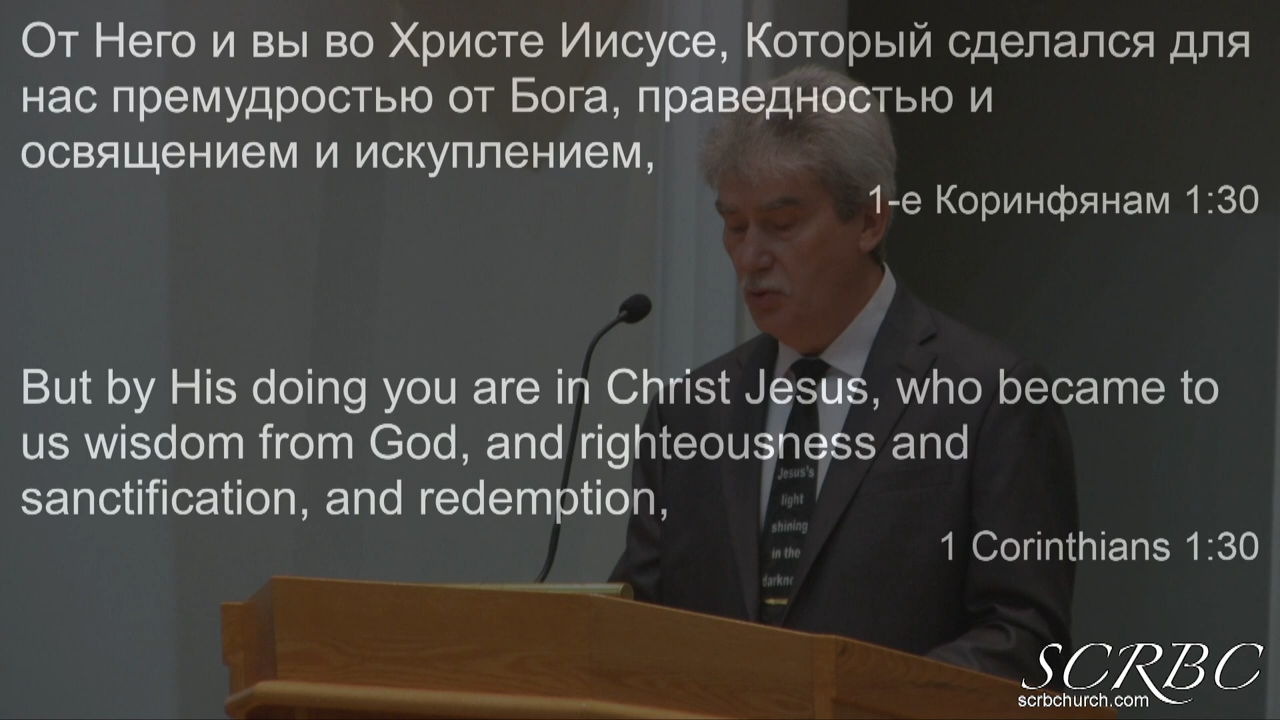 От Него и вы во Христе Иисусе, Который сделался для
нас премудростью от Бога, праведностью и
освящением и искуплением,
1-е Коринфянам 1:30
But by His doing you are in Christ Jesus, who became to
us wisdom from God, and righteousness and
sanctification, and redemption,
1 Corinthians 1:30
Jesus's
light
shining
in the
SCRBC
scrbchurch.com